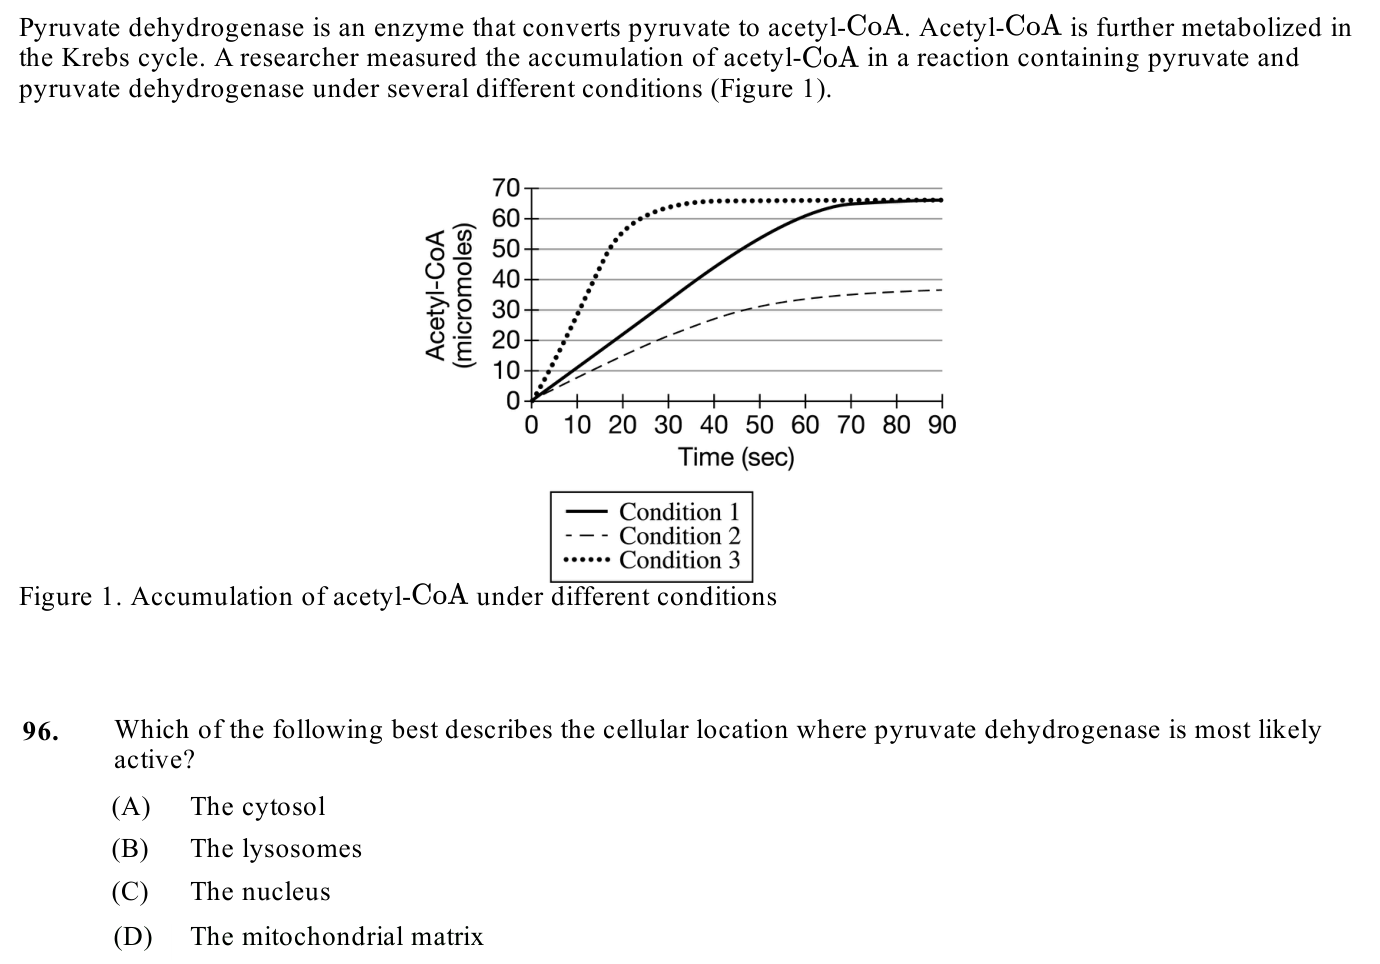 Pyruvate dehydrogenase is an enzyme that converts pyruvate to acetyl-CoA. Acetyl-CoA is further metabolized in
the Krebs cycle. A researcher measured the accumulation of acetyl-CoA in a reaction containing pyruvate and
pyruvate dehydrogenase under several different conditions (Figure 1).
Acetyl-CoA
(micromoles)
70
60
50
40
30
20
10
0
0 10 20 30 40 50 60 70 80 90
Time (sec)
Condition 1
Condition 2
Condition 3
Figure 1. Accumulation of acetyl-CoA under different conditions
96. Which of the following best describes the cellular location where pyruvate dehydrogenase is most likely
active?
(A) The cytosol
(B) The lysosomes
(C) The nucleus
(D) The mitochondrial matrix